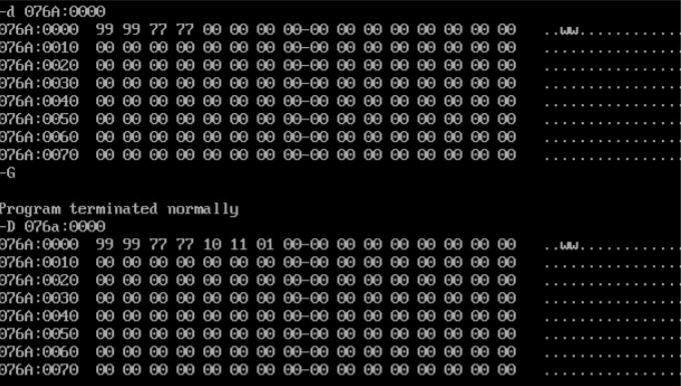 -d 076A:0000
076A:0000 99 99 77 77 00 00 00 00-00 00 00 00 00 00 00 00 ..ww............
076A:0010 00 00 00 00 00 00 00 00-00 00 00 00 00 00 00 00 ................
076A:0020 00 00 00 00 00 00 00 00-00 00 00 00 00 00 00 00 ................
076A:0030 00 00 00 00 00 00 00 00-00 00 00 00 00 00 00 00 ................
076A:0040 00 00 00 00 00 00 00 00-00 00 00 00 00 00 00 00 ................
076A:0050 00 00 00 00 00 00 00 00-00 00 00 00 00 00 00 00 ................
076A:0060 00 00 00 00 00 00 00 00-00 00 00 00 00 00 00 00 ................
076A:0070 00 00 00 00 00 00 00 00-00 00 00 00 00 00 00 00 ................
-G
Program terminated normally
-D 076a:0000
076A:0000 99 99 77 77 10 11 01 00-00 00 00 00 00 00 00 00 ..ww............
076A:0010 00 00 00 00 00 00 00 00-00 00 00 00 00 00 00 00 ................
076A:0020 00 00 00 00 00 00 00 00-00 00 00 00 00 00 00 00 ................
076A:0030 00 00 00 00 00 00 00 00-00 00 00 00 00 00 00 00 ................
076A:0040 00 00 00 00 00 00 00 00-00 00 00 00 00 00 00 00 ................
076A:0050 00 00 00 00 00 00 00 00-00 00 00 00 00 00 00 00 ................
076A:0060 00 00 00 00 00 00 00 00-00 00 00 00 00 00 00 00 ................
076A:0070 00 00 00 00 00 00 00 00-00 00 00 00 00 00 00 00 ................